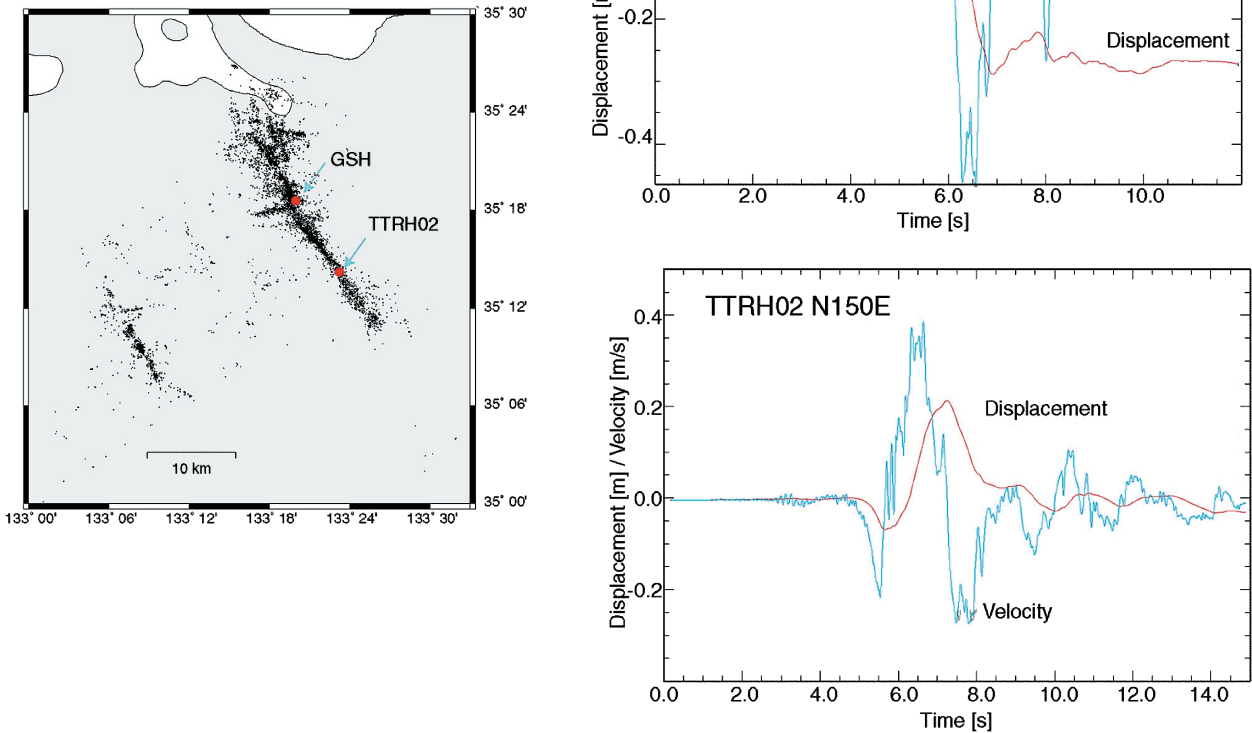 35° 30'
35° 24'
35° 18'
35° 12'
35° 06'
35° 00'
GSH
TTRH02
10 km
133° 00'
133° 06'
133° 12'
133° 18'
133° 24'
133° 30'
Displacement
-0.2
-0.4
Displacement
0.0
2.0
4.0
6.0
8.0
10.0
Time [s]
TTRH02 N150E
Displacement [m] / Velocity [m/s]
0.4
0.2
0.0
-0.2
Displacement
Velocity
0.0
2.0
4.0
6.0
8.0
10.0
12.0
14.0
Time [s]